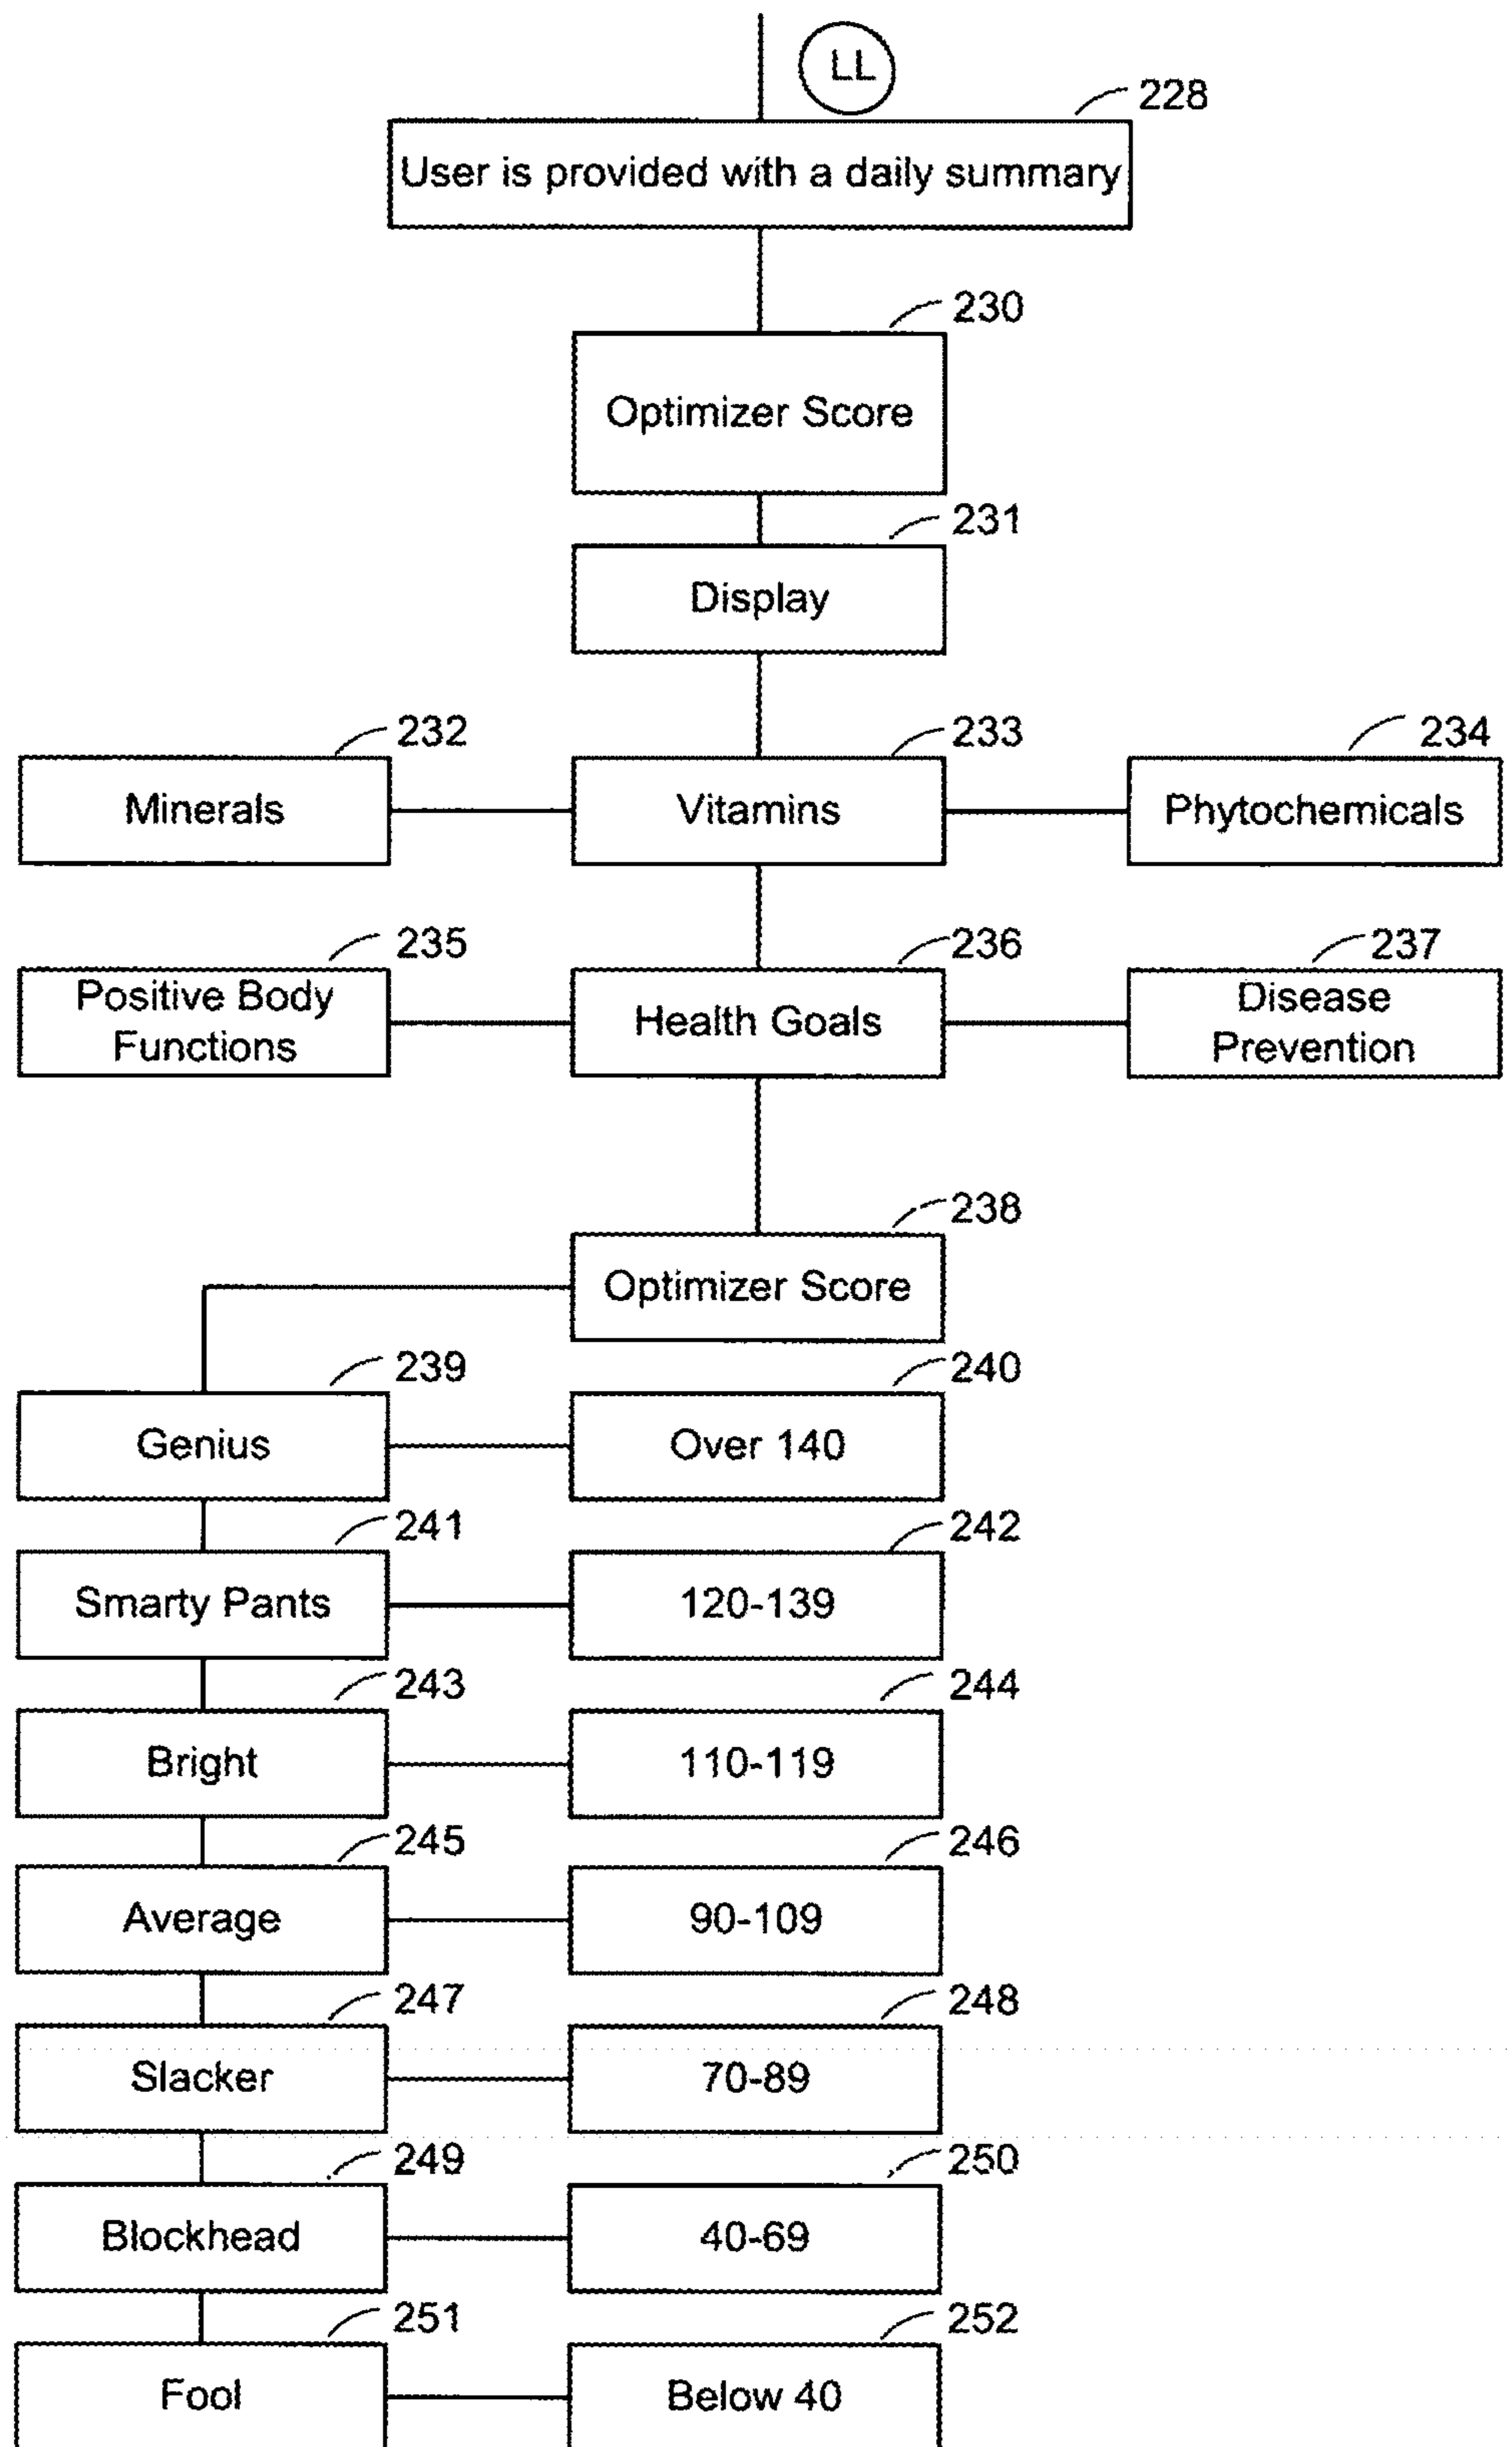 LL
228
User is provided with a daily summary
230
Optimizer Score
231
Display
232
233
234
Minerals
Vitamins
Phytochemicals
235
236
237
Positive Body
Functions
Health Goals
Disease
Prevention
238
Optimizer Score
239
240
Genius
Over 140
241
242
Smarty Pants
120-139
243
244
Bright
110-119
245
246
Average
90-109
247
248
Slacker
70-89
249
250
Blockhead
40-69
251
252
Fool
Below 40